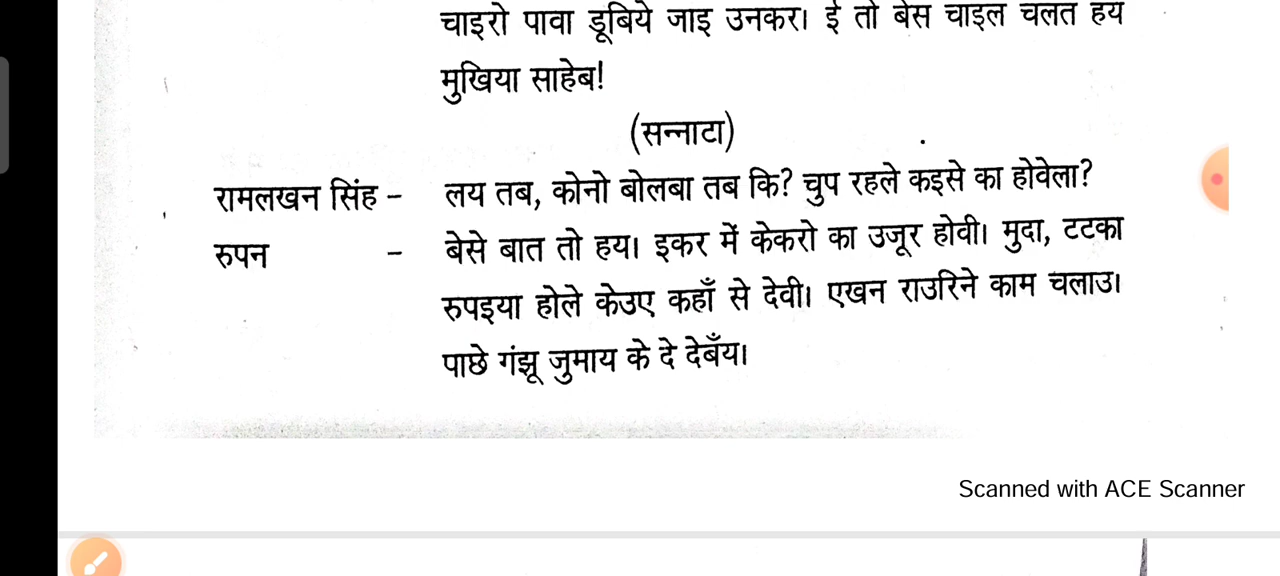 चाइरो पावा डूबिये जाइ उनकर। ई तो बेस चाइल चलत हय
मुखिया साहेब!
(सन्नाटा)
रामलखन सिंह – लय तब, कोनो बोलबा तब कि? चुप रहले कइसे का होवेला?
रुपन – बेसे बात तो हय। इकर में केकरो का उजूर होवी। मुदा, टटका
रुपइया होले केउए कहाँ से देवी। एखन राउरिने काम चलाउ।
पाछे गंझू जुमाय के दे देबँय।
Scanned with ACE Scanner